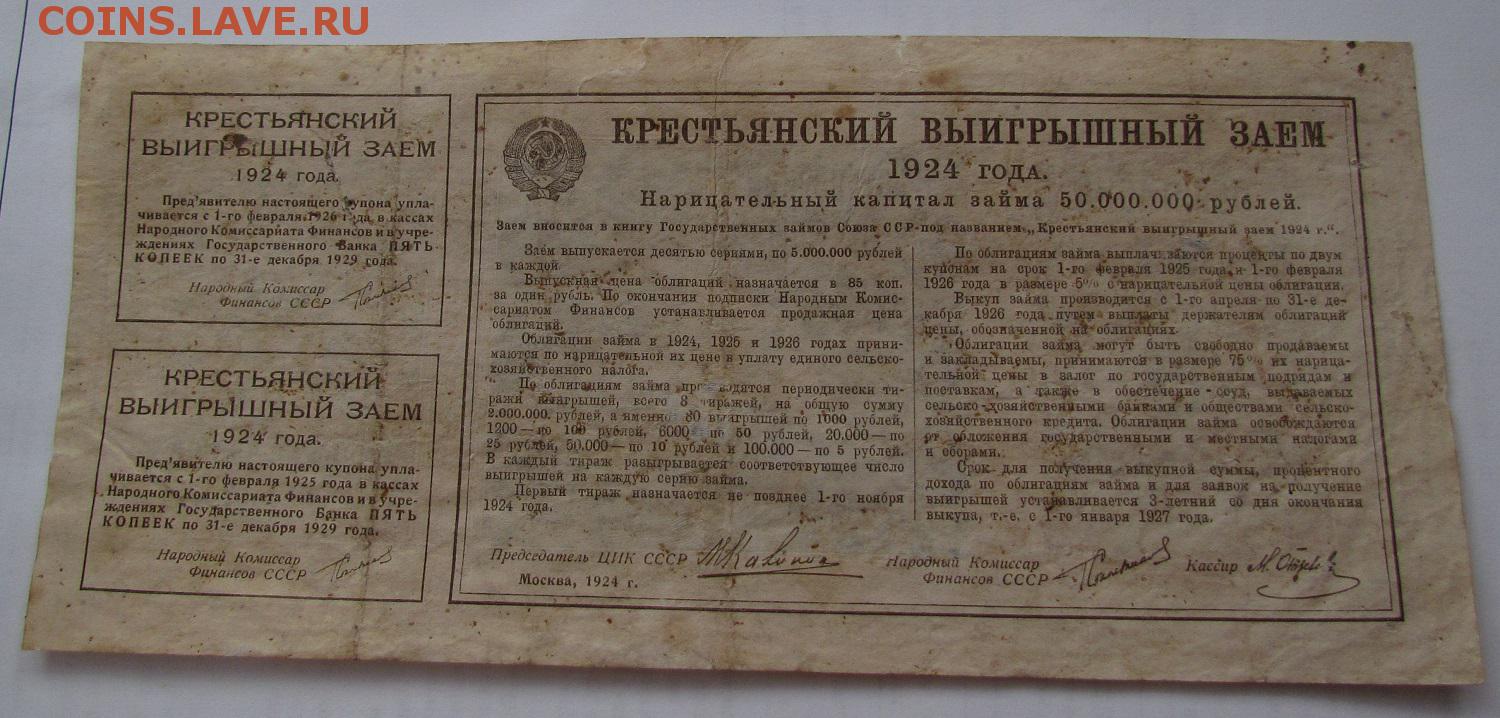 COINS.LAVE.RU
КРЕСТЬЯНСКИЙ
ВЫИГРЫШНЫЙ ЗАЕМ
1924 года.
Пред'явителю настоящего купона упла-
чивается с 1-го февраля 1926 года в кассах
Народного Комиссариата Финансов и в учре-
ждениях Государственного Банка ПЯТЬ
КОПЕЕК по 31-е декабря 1929 года.
Народный Комиссар
Финансов СССР
КРЕСТЬЯНСКИЙ
ВЫИГРЫШНЫЙ ЗАЕМ
1924 года.
Пред'явителю настоящего купона упла-
чивается с 1-го февраля 1925 года в кассах
Народного Комиссариата Финансов и в учре-
ждениях Государственного Банка ПЯТЬ
КОПЕЕК по 31-е декабря 1929 года.
Народный Комиссар
Финансов СССР
КРЕСТЬЯНСКИЙ ВЫИГРЫШНЫЙ ЗАЕМ
1924 ГОДА.
Нарицательный капитал займа 50.000.000 рублей.
Заем вносится в книгу Государственных займов Союза ССР под названием „Крестьянский выигрышный заем 1924 г.“.
Заем выпускается десятью сериями, по 5.000.000 рублей
в каждой.
Выпускная цена облигаций назначается в 85 коп.
за один рубль. По окончании подписки Народным Комис-
сариатом Финансов устанавливается продажная цена
облигаций.
Облигации займа в 1924, 1925 и 1926 годах прини-
маются по нарицательной их цене в уплату единого сельско-
хозяйственного налога.
По облигациям займа производятся периодически ти-
ражи выигрышей, всего 8 тиражей, на общую сумму
2.000.000 рублей, а именно: 80 выигрышей по 1000 рублей,
1200—по 100 рублей, 6000 по 50 рублей, 20.000—по
25 рублей, 50.000—по 10 рублей и 100.000—по 5 рублей.
В каждый тираж разыгрывается соответствующее число
выигрышей на каждую серию займа.
Первый тираж назначается не позднее 1-го ноября
1924 года.
По облигациям займа выплачиваются проценты по двум
купонам на срок 1-го февраля 1925 года и 1-го февраля
1926 года в размере 5% с нарицательной цены облигации.
Выкуп займа производится с 1-го апреля по 31-е де-
кабря 1926 года путем выплаты держателям облигаций
цены, обозначенной на облигациях.
Облигации займа могут быть свободно продаваемы
и закладываемы, принимаются в размере 75% их нарица-
тельной цены в залог по государственным подрядам и
поставкам, а также в обеспечение ссуд, выдаваемых
сельско-хозяйственными банками и обществами сельско-
хозяйственного кредита. Облигации займа освобождаются
от обложения государственными и местными налогами
и сборами.
Срок для получения выкупной суммы, процентного
дохода по облигациям займа и для заявок на получение
выигрышей устанавливается 3-летний со дня окончания
выкупа, т.-е. с 1-го января 1927 года.
Председатель ЦИК СССР
Москва, 1924 г.
Народный Комиссар
Финансов СССР
Кассир